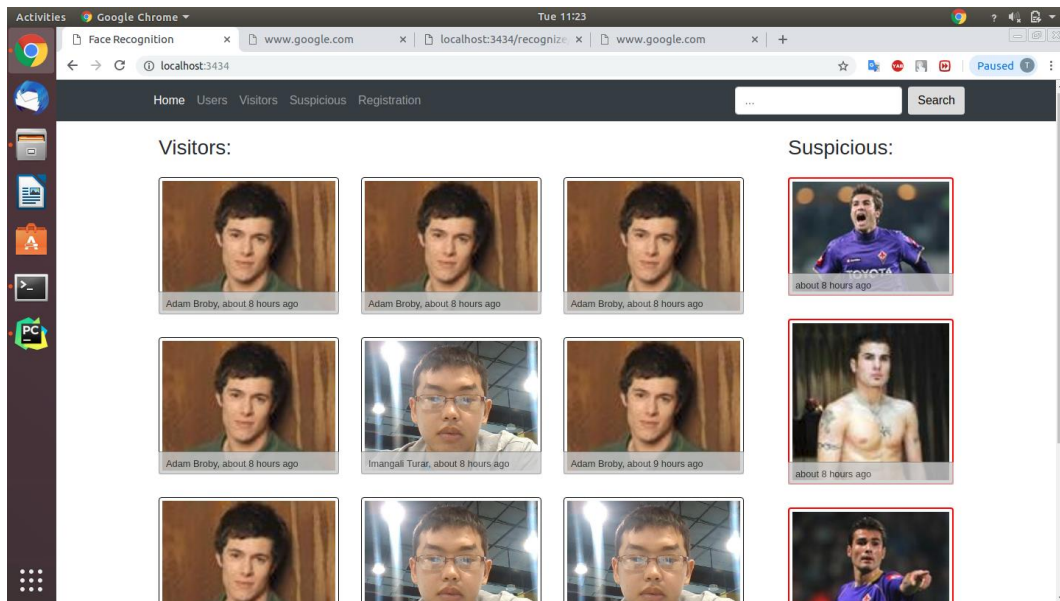 Activities Google Chrome ▾ Tue 11:23
Face Recognition × www.google.com × localhost:3434/recognize × www.google.com × +
localhost:3434 Paused T
Home Users Visitors Suspicious Registration ... Search
Visitors:
Suspicious:
Adam Broby, about 8 hours ago
Adam Broby, about 8 hours ago
Adam Broby, about 8 hours ago
TOYOTA
about 8 hours ago
Adam Broby, about 8 hours ago
Imangali Turar, about 8 hours ago
Adam Broby, about 9 hours ago
about 8 hours ago
PC